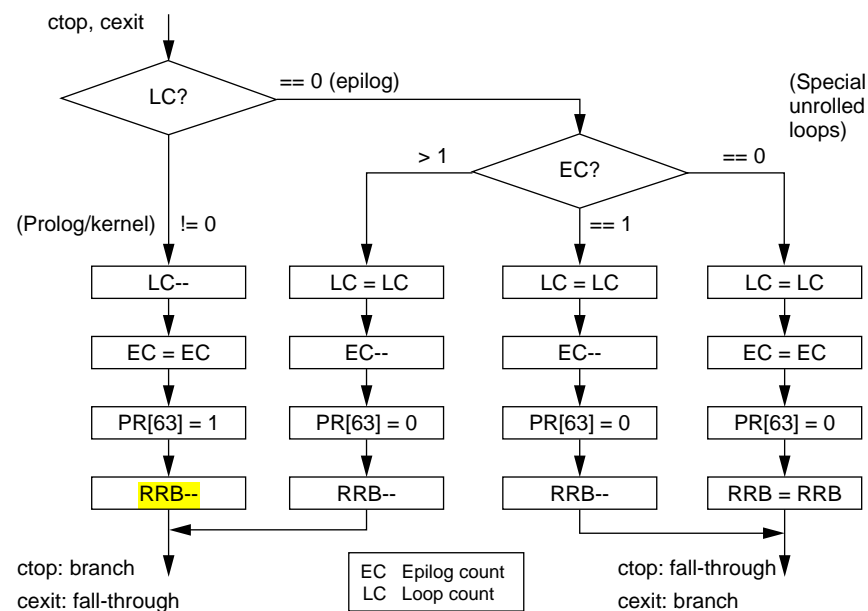 ctop, cexit
LC?
== 0 (epilog)
(Special
unrolled
loops)
> 1
EC?
== 0
(Prolog/kernel)
!= 0
== 1
LC--
LC = LC
LC = LC
LC = LC
EC = EC
EC--
EC--
EC = EC
PR[63] = 1
PR[63] = 0
PR[63] = 0
PR[63] = 0
RRB--
RRB--
RRB--
RRB = RRB
ctop: branch
cexit: fall-through
EC Epilog count
LC Loop count
ctop: fall-through
cexit: branch